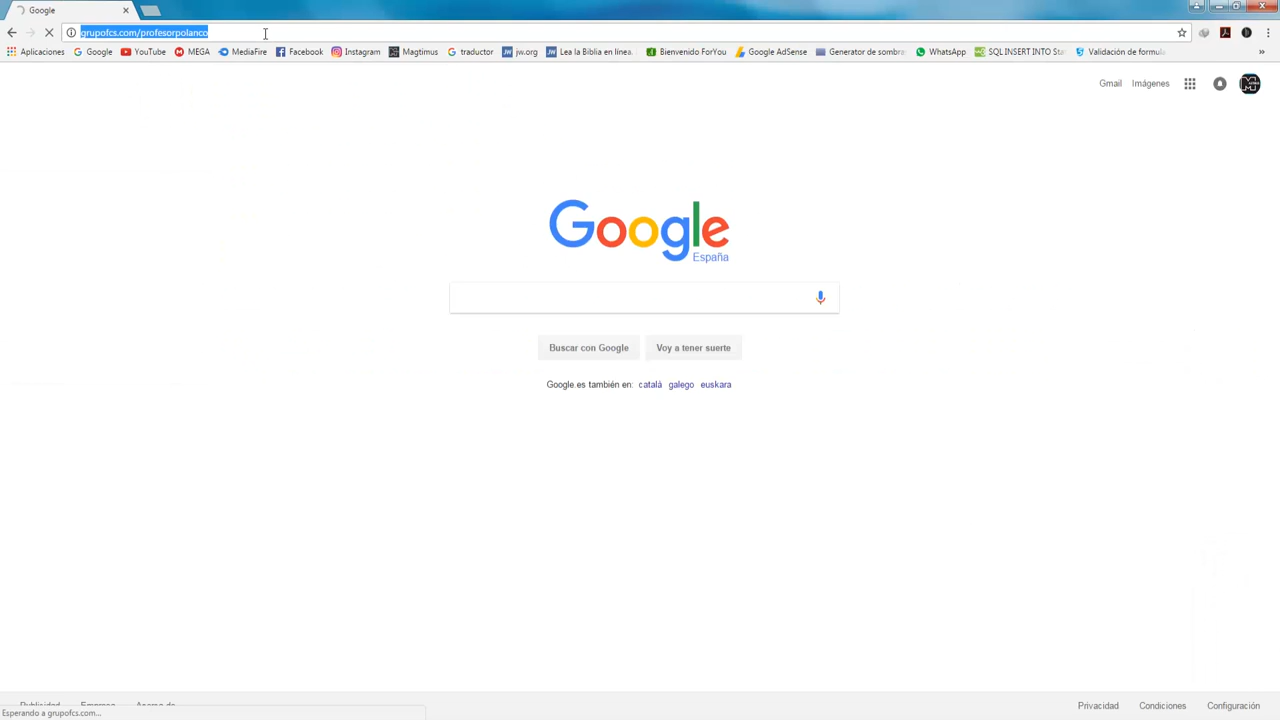 Google
grupofcs.com/profesorpolanco
Aplicaciones Google YouTube MEGA MediaFire Facebook Instagram Magtimus traductor jw.org Lea la Biblia en línea. Bienvenido ForYou Google AdSense Generador de sombra WhatsApp SQL INSERT INTO Sta Validación de formula »
Gmail Imágenes
Google
España
Buscar con Google Voy a tener suerte
Google.es también en: català galego euskara
Publicidad Empresa Acerca de Privacidad Condiciones Configuración
Esperando a grupofcs.com...